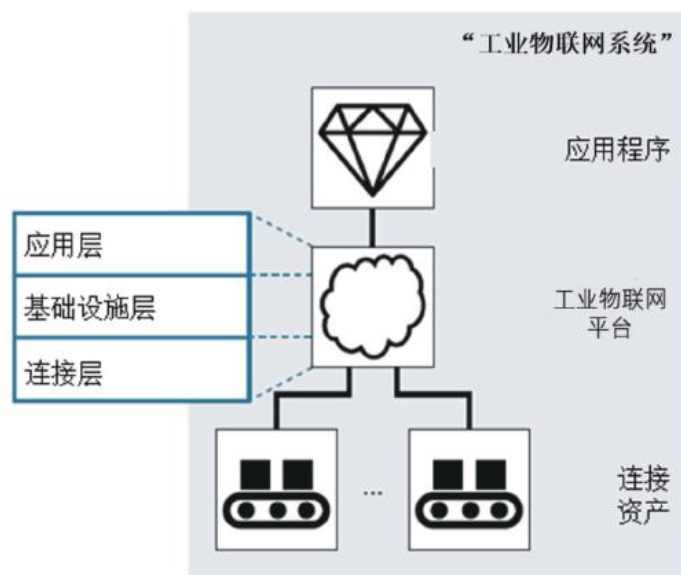 “工业物联网系统”
应用程序
应用层
基础设施层
连接层
工业物联网
平台
...
连接
资产